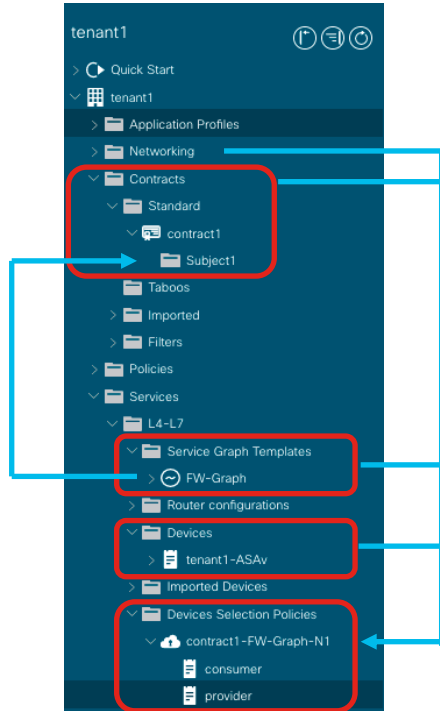 tenant1
Quick Start
tenant1
Application Profiles
Networking
Contracts
Standard
contract1
Subject1
Taboos
Imported
Filters
Policies
Services
L4-L7
Service Graph Templates
FW-Graph
Router configurations
Devices
tenant1-ASAv
Imported Devices
Devices Selection Policies
contract1-FW-Graph-N1
consumer
provider